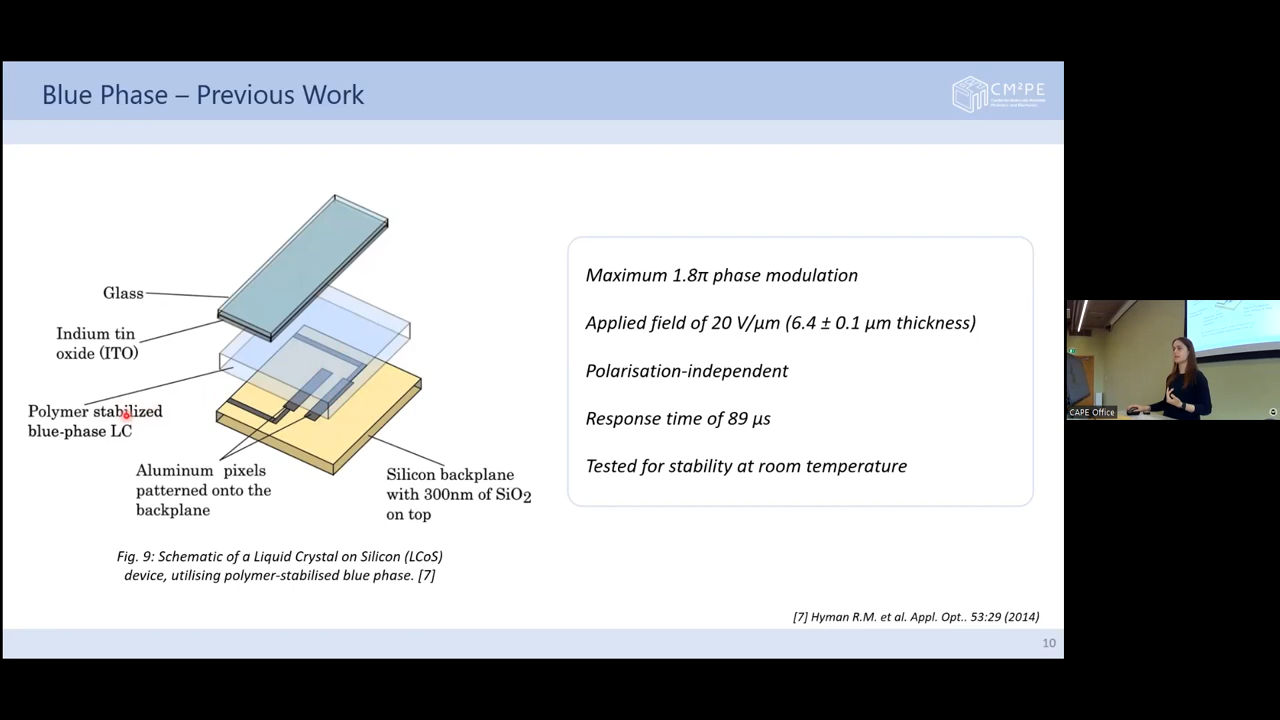 Blue Phase – Previous Work
CM²PE
Glass
Indium tin
oxide (ITO)
Polymer stabilized
blue-phase LC
Aluminum pixels
patterned onto the
backplane
Silicon backplane
with 300nm of SiO2
on top
Fig. 9: Schematic of a Liquid Crystal on Silicon (LCoS)
device, utilising polymer-stabilised blue phase. [7]
Maximum 1.8π phase modulation
Applied field of 20 V/µm (6.4 ± 0.1 µm thickness)
Polarisation-independent
Response time of 89 µs
Tested for stability at room temperature
[7] Hyman R.M. et al. Appl. Opt.. 53:29 (2014)
10
CAPE Office